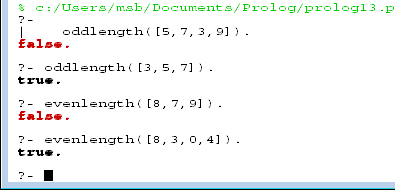 % c:/Users/msb/Documents/Prolog/prolog13.p
?-
|    oddlength([5,7,3,9]).
false.
?- oddlength([3,5,7]).
true.
?- evenlength([8,7,9]).
false.
?- evenlength([8,3,0,4]).
true.
?-